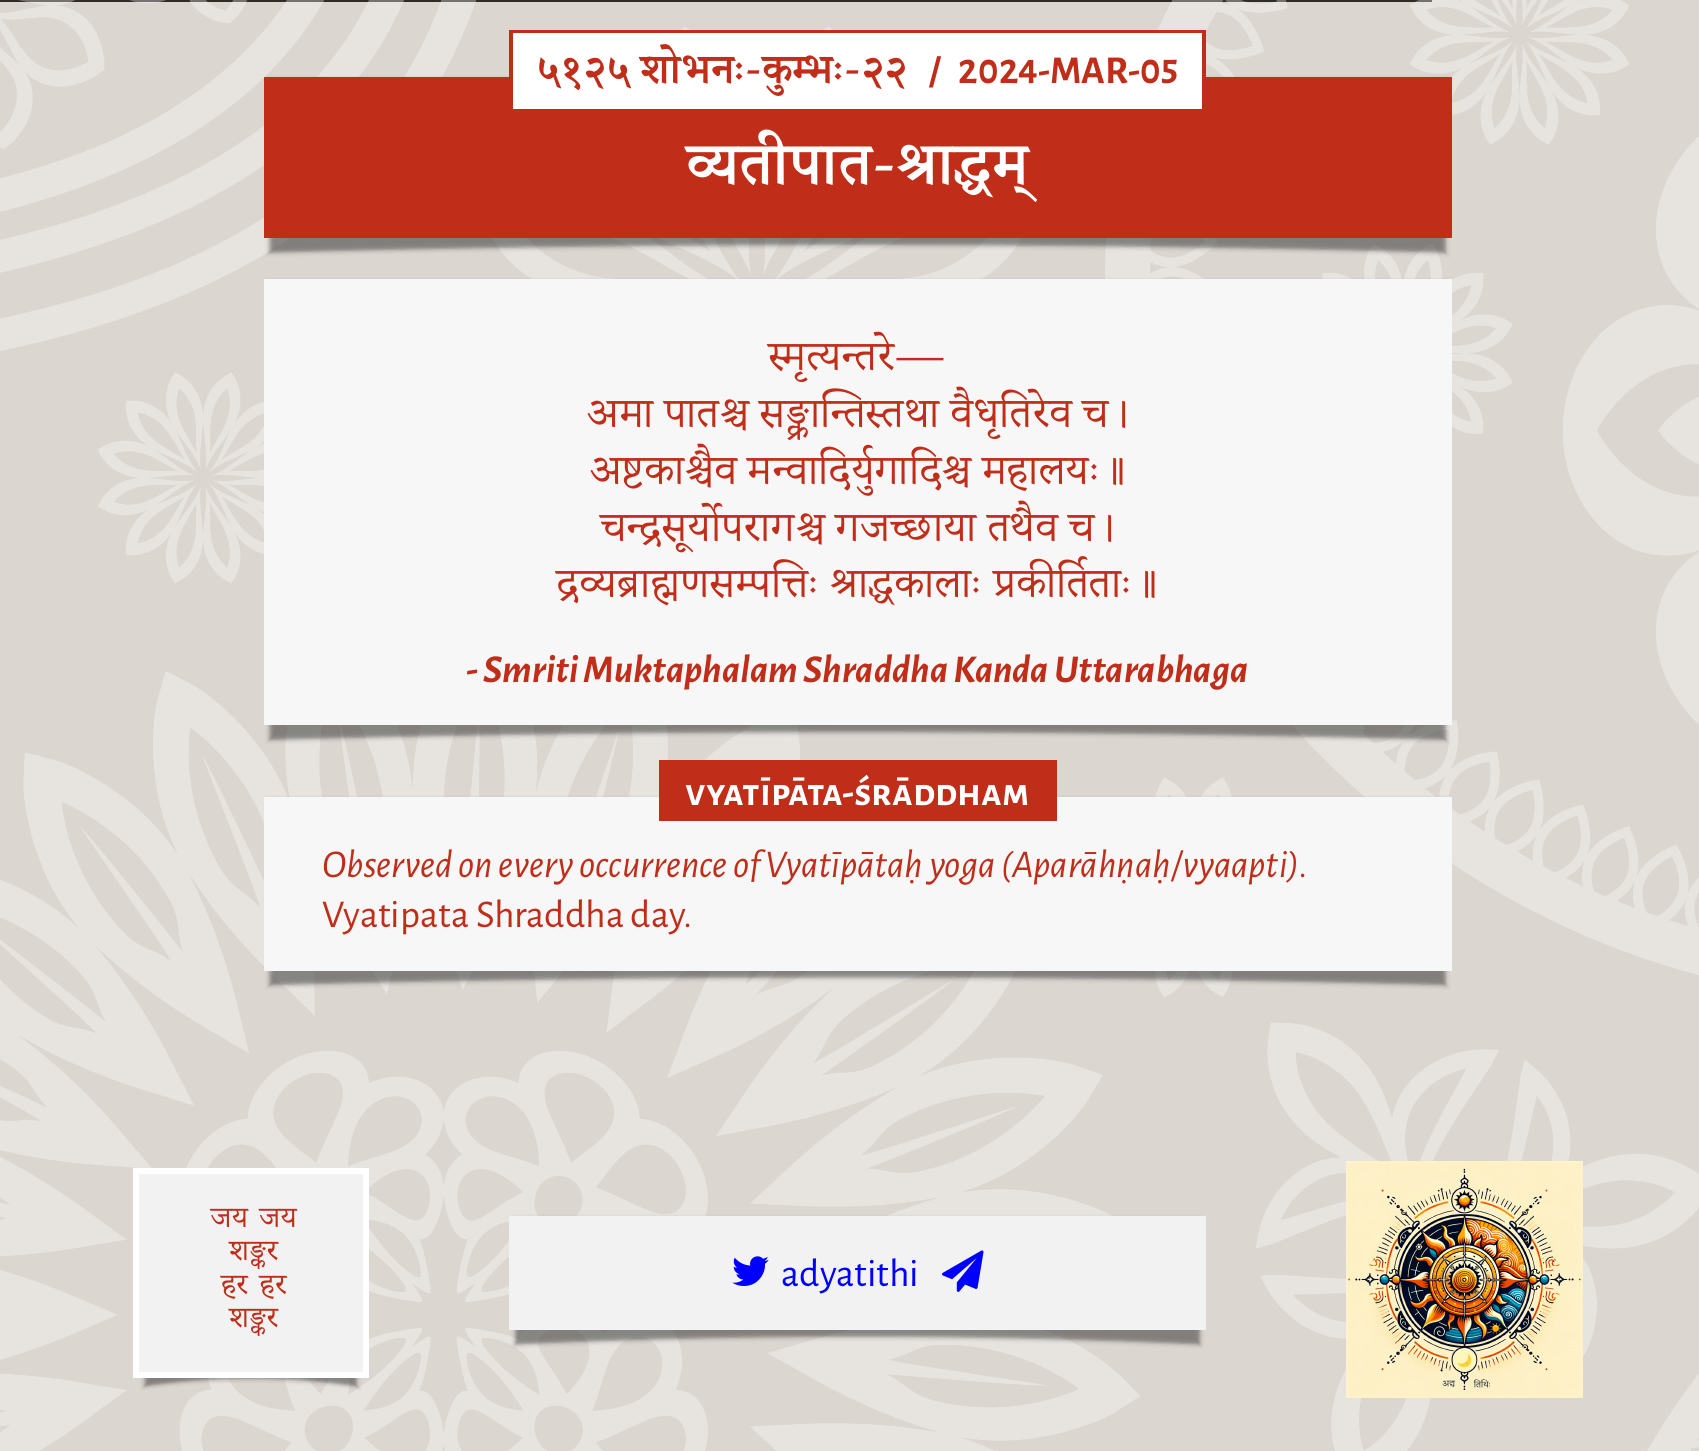 ५१२५ शोभनः-कुम्भः-२२ / 2024-MAR-05
व्यतीपात-श्राद्धम्
स्मृत्यन्तरे—
अमा पातश्च सङ्क्रान्तिस्तथा वैधृतिरेव च।
अष्टकाश्चैव मन्वादिर्युगादिश्च महालयः॥
चन्द्रसूर्योपरागश्च गजच्छाया तथैव च।
द्रव्यब्राह्मणसम्पत्तिः श्राद्धकालाः प्रकीर्तिताः॥
- Smriti Muktaphalam Shraddha Kanda Uttarabhaga
VYATĪPĀTA-ŚRĀDDHAM
Observed on every occurrence of Vyatīpātaḥ yoga (Aparāhṇaḥ/vyaapti).
Vyatipata Shraddha day.
जय जय
शङ्कर
हर हर
शङ्कर
adyatithi
अद्य तिथिः